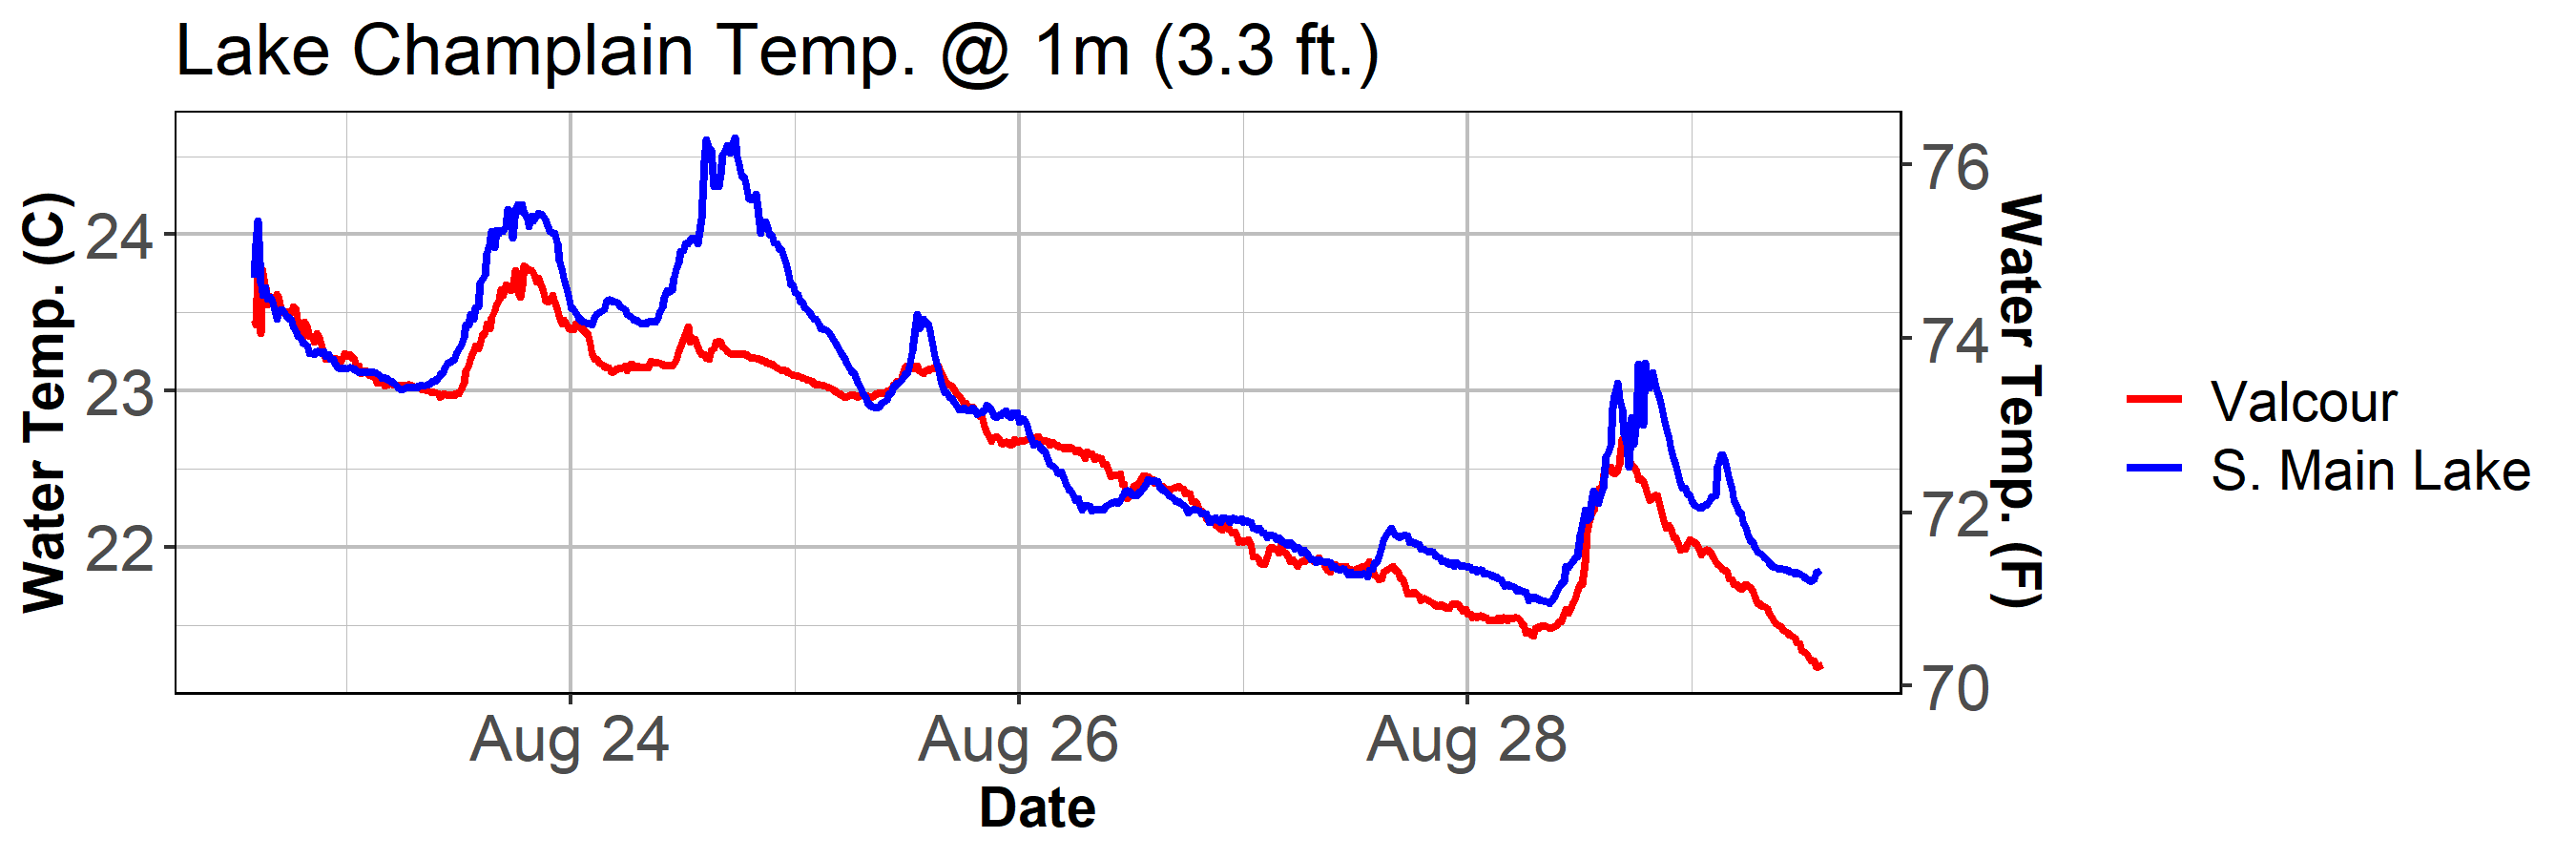 Lake Champlain Temp. @ 1m (3.3 ft.)
Water Temp. (C)
24
23
22
76
74
72
70
Water Temp. (F)
Aug 24
Aug 26
Aug 28
Date
Valcour
S. Main Lake